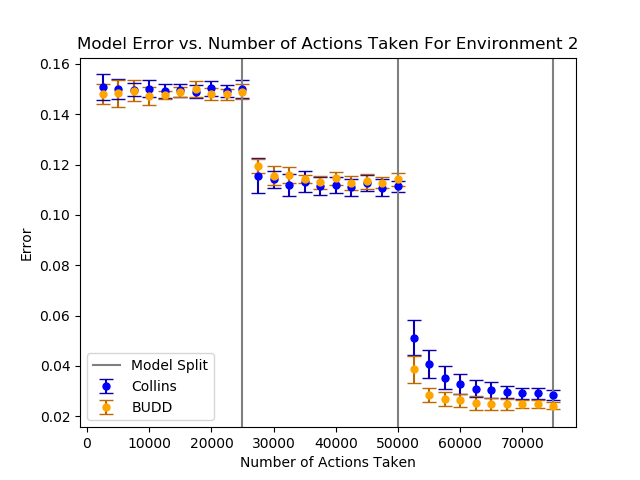 Model Error vs. Number of Actions Taken For Environment 2
0.16
0.14
0.12
0.10
0.08
0.06
0.04
0.02
Error
Model Split
Collins
BUDD
0
10000
20000
30000
40000
50000
60000
70000
Number of Actions Taken